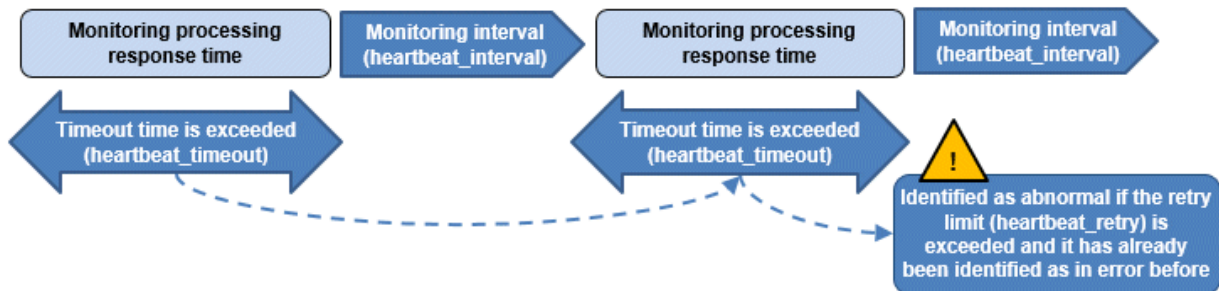 Monitoring processing
response time
Monitoring interval
(heartbeat_interval)
Monitoring processing
response time
Monitoring interval
(heartbeat_interval)
Timeout time is exceeded
(heartbeat_timeout)
Timeout time is exceeded
(heartbeat_timeout)
!
Identified as abnormal if the retry
limit (heartbeat_retry) is
exceeded and it has already
been identified as in error before